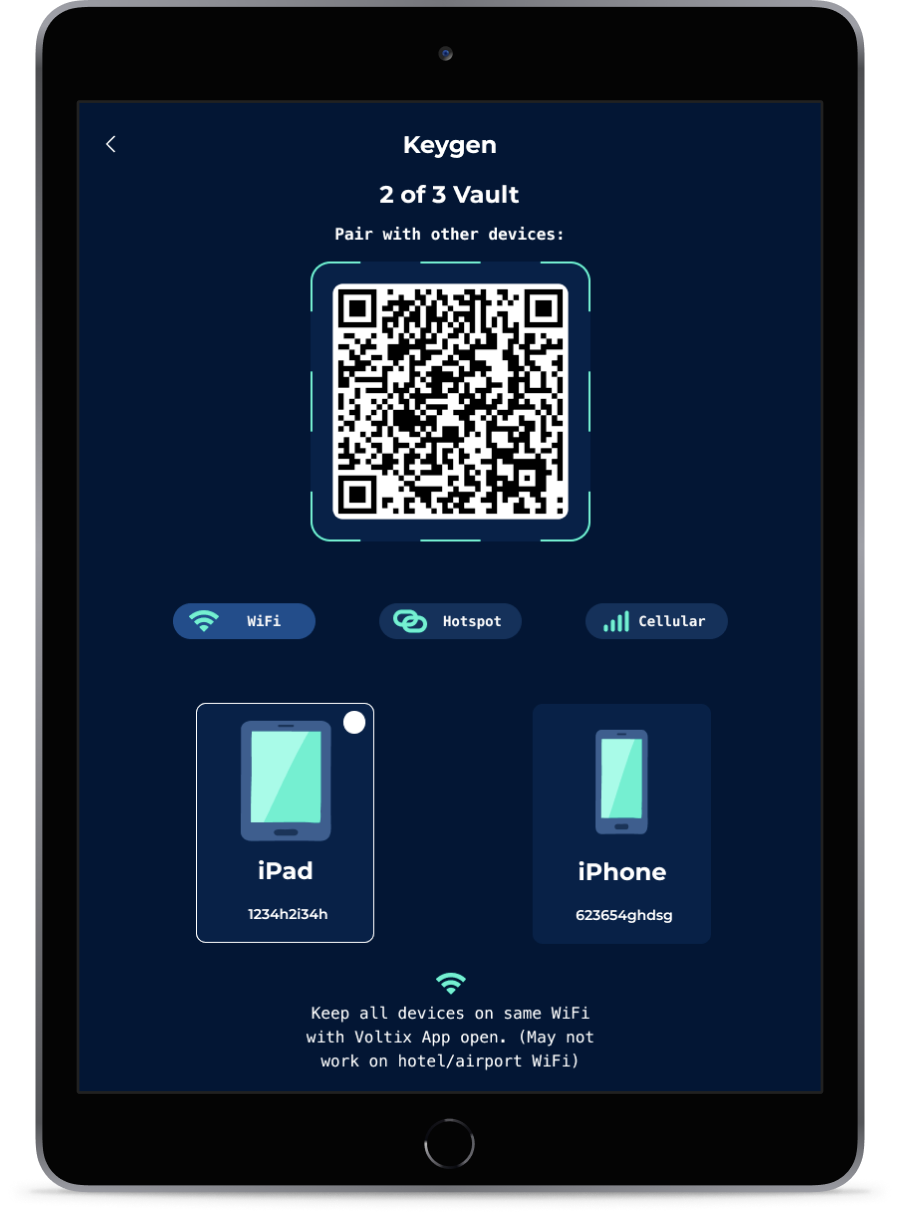 Keygen
2 of 3 Vault
Pair with other devices:
WiFi
Hotspot
Cellular
iPad
iPhone
1234h2i34h
623654ghdsg
Keep all devices on same WiFi
with Voltix App open. (May not
work on hotel/airport WiFi)